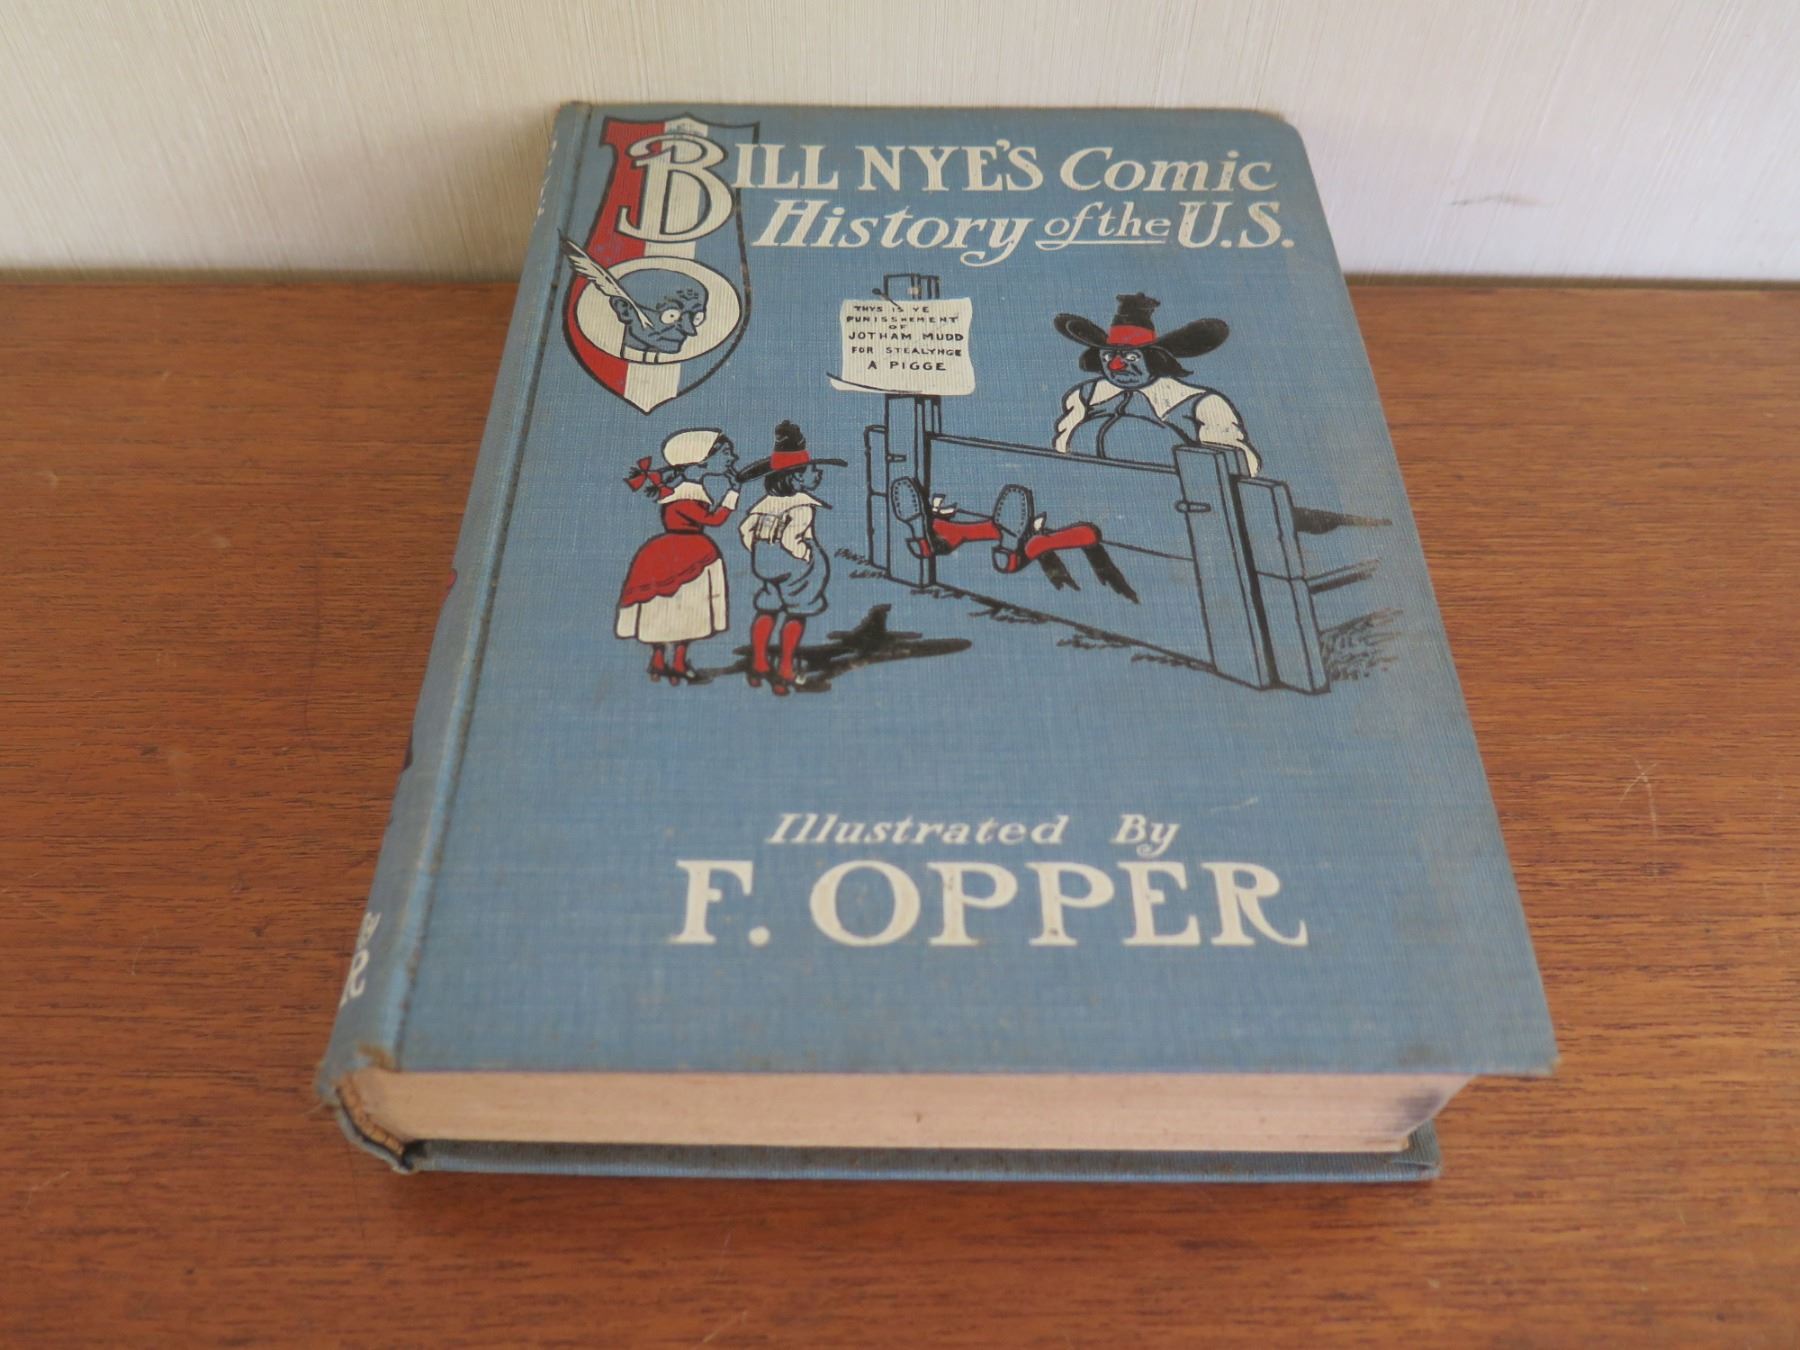 BILL NYE'S Comic
History of the U.S.
THYS IS YE
PUNISSHEMENT
OF
JOTHAM MUDD
FOR STEALYNGE
A PIGGE
Illustrated By
F. OPPER